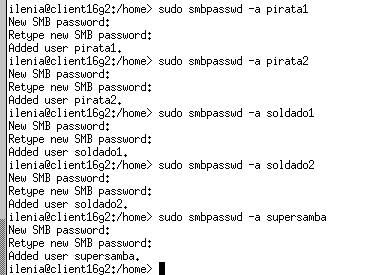 ilenia@client16g2:/home> sudo smbpasswd -a pirata1
New SMB password:
Retype new SMB password:
Added user pirata1.
ilenia@client16g2:/home> sudo smbpasswd -a pirata2
New SMB password:
Retype new SMB password:
Added user pirata2.
ilenia@client16g2:/home> sudo smbpasswd -a soldado1
New SMB password:
Retype new SMB password:
Added user soldado1.
ilenia@client16g2:/home> sudo smbpasswd -a soldado2
New SMB password:
Retype new SMB password:
Added user soldado2.
ilenia@client16g2:/home> sudo smbpasswd -a supersamba
New SMB password:
Retype new SMB password:
Added user supersamba.
ilenia@client16g2:/home>